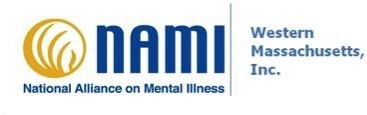 nami
National Alliance on Mental Illness
Western
Massachusetts,
Inc.